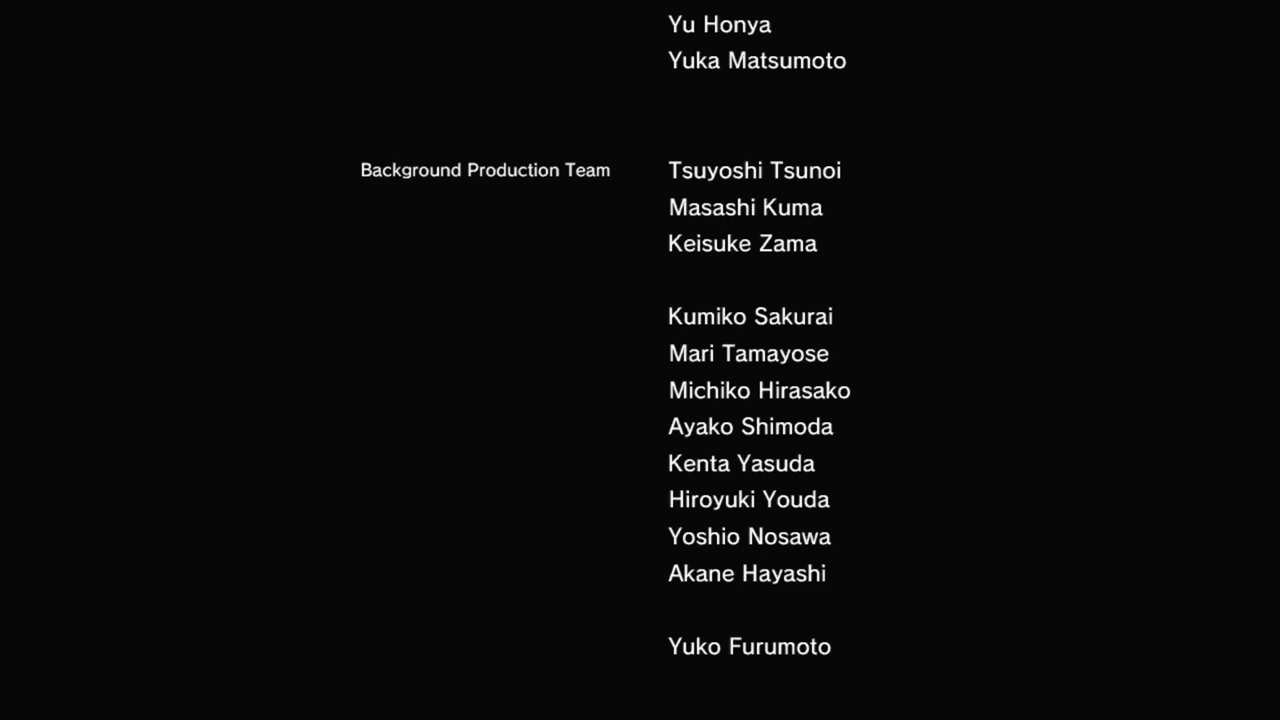 Yu Honya
Yuka Matsumoto
Background Production Team Tsuyoshi Tsunoi
Masashi Kuma
Keisuke Zama
Kumiko Sakurai
Mari Tamayose
Michiko Hirasako
Ayako Shimoda
Kenta Yasuda
Hiroyuki Youda
Yoshio Nosawa
Akane Hayashi
Yuko Furumoto